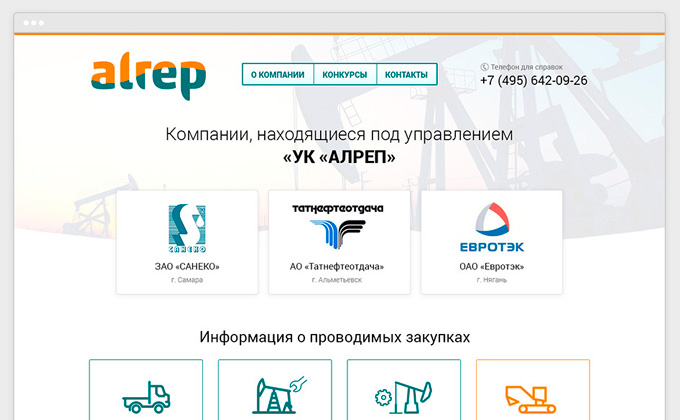 alrep
О КОМПАНИИ КОНКУРСЫ КОНТАКТЫ
Телефон для справок
+7 (495) 642-09-26
Компании, находящиеся под управлением
«УК «АЛРЕП»
САНЕКО
ЗАО «САНЕКО»
г. Самара
татнефтеотдача
АО «Татнефтеотдача»
г. Альметьевск
ЕВРОТЭК
ОАО «Евротэк»
г. Нягань
Информация о проводимых закупках